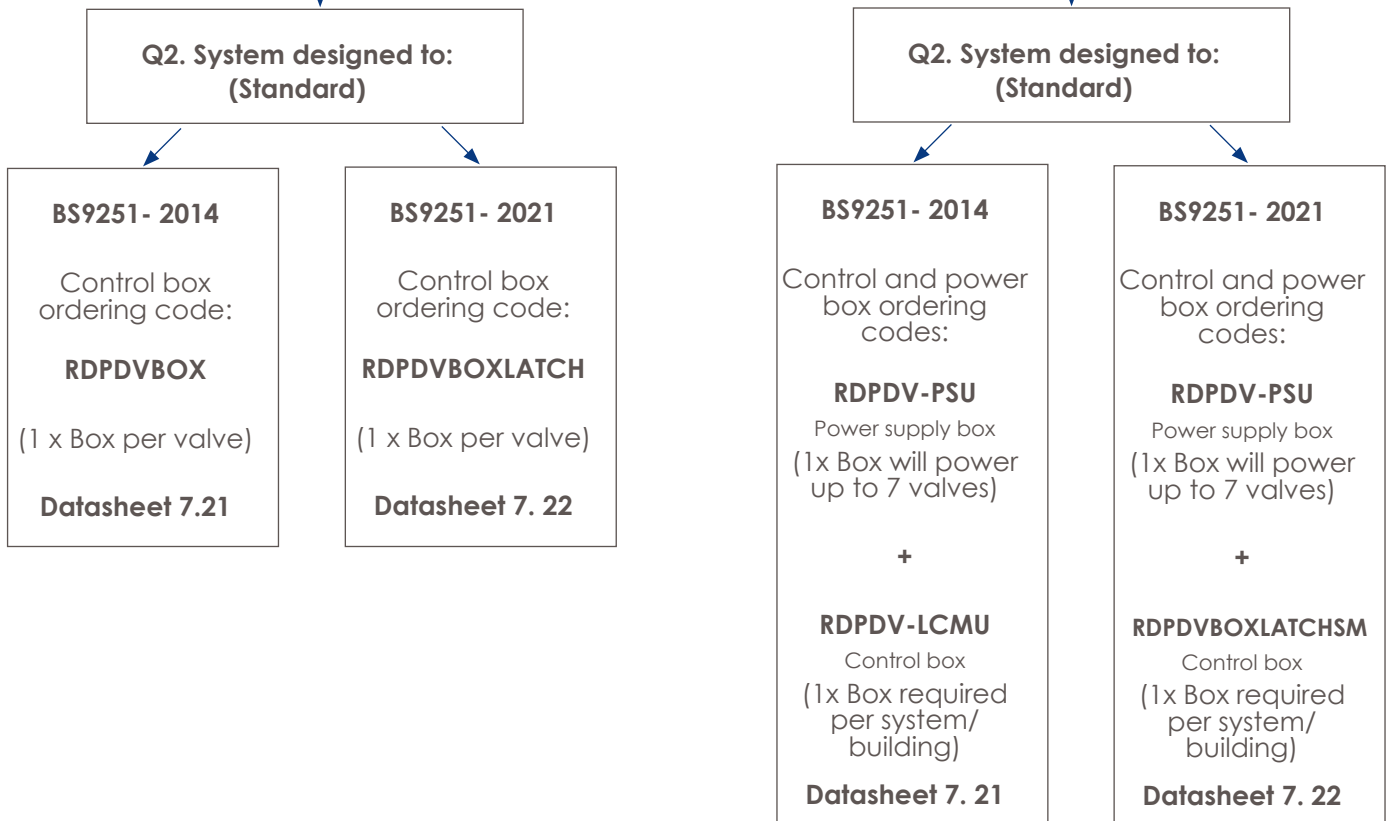 Q2. System designed to:
(Standard)
BS9251- 2014
Control box
ordering code:
RDPDVBOX
(1 x Box per valve)
Datasheet 7.21
BS9251- 2021
Control box
ordering code:
RDPDVBOXLATCH
(1 x Box per valve)
Datasheet 7. 22
Q2. System designed to:
(Standard)
BS9251- 2014
Control and power
box ordering
codes:
RDPDV-PSU
Power supply box
(1x Box will power
up to 7 valves)
+
RDPDV-LCMU
Control box
(1x Box required
per system/
building)
Datasheet 7. 21
BS9251- 2021
Control and power
box ordering
codes:
RDPDV-PSU
Power supply box
(1x Box will power
up to 7 valves)
+
RDPDVBOXLATCHSM
Control box
(1x Box required
per system/
building)
Datasheet 7. 22